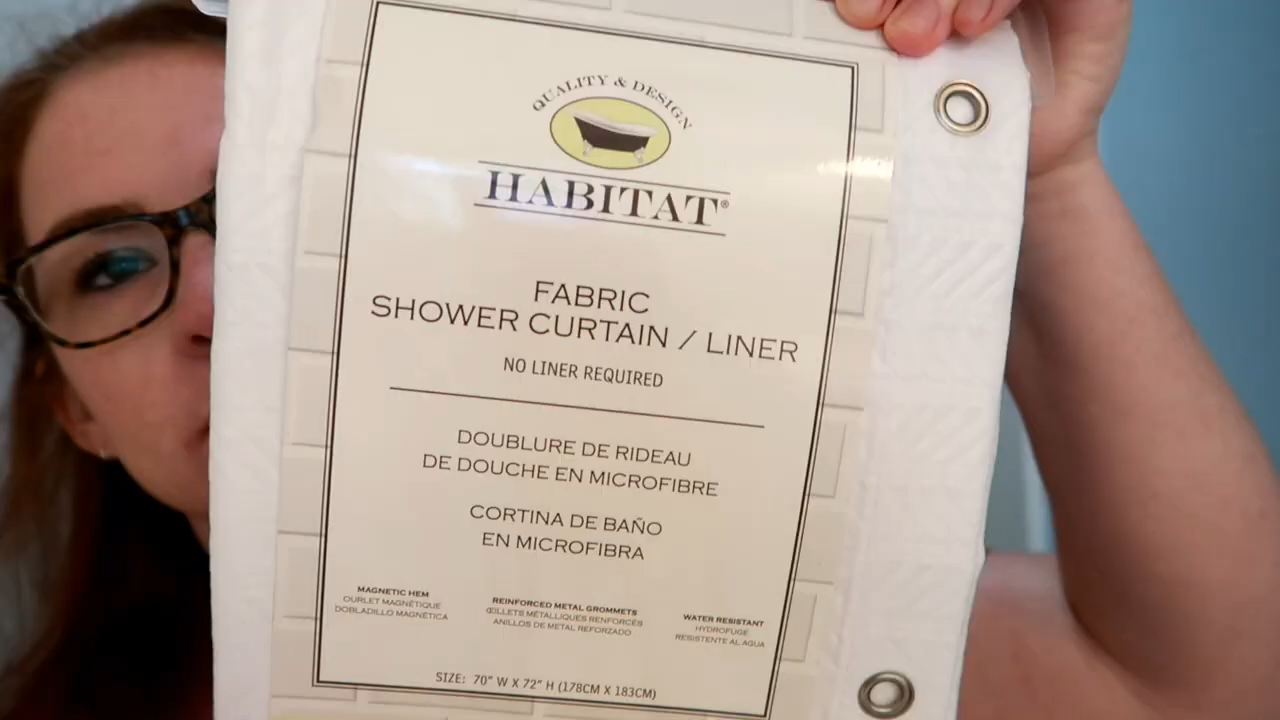 QUALITY & DESIGN
HABITAT®
FABRIC
SHOWER CURTAIN / LINER
NO LINER REQUIRED
DOUBLURE DE RIDEAU
DE DOUCHE EN MICROFIBRE
CORTINA DE BAÑO
EN MICROFIBRA
MAGNETIC HEM
OURLET MAGNÉTIQUE
DOBLADILLO MAGNÉTICA
REINFORCED METAL GROMMETS
ŒILLETS MÉTALLIQUES RENFORCÉS
ANILLOS DE METAL REFORZADO
WATER RESISTANT
HYDROFUGE
RESISTENTE AL AGUA
SIZE: 70" W X 72" H (178CM X 183CM)